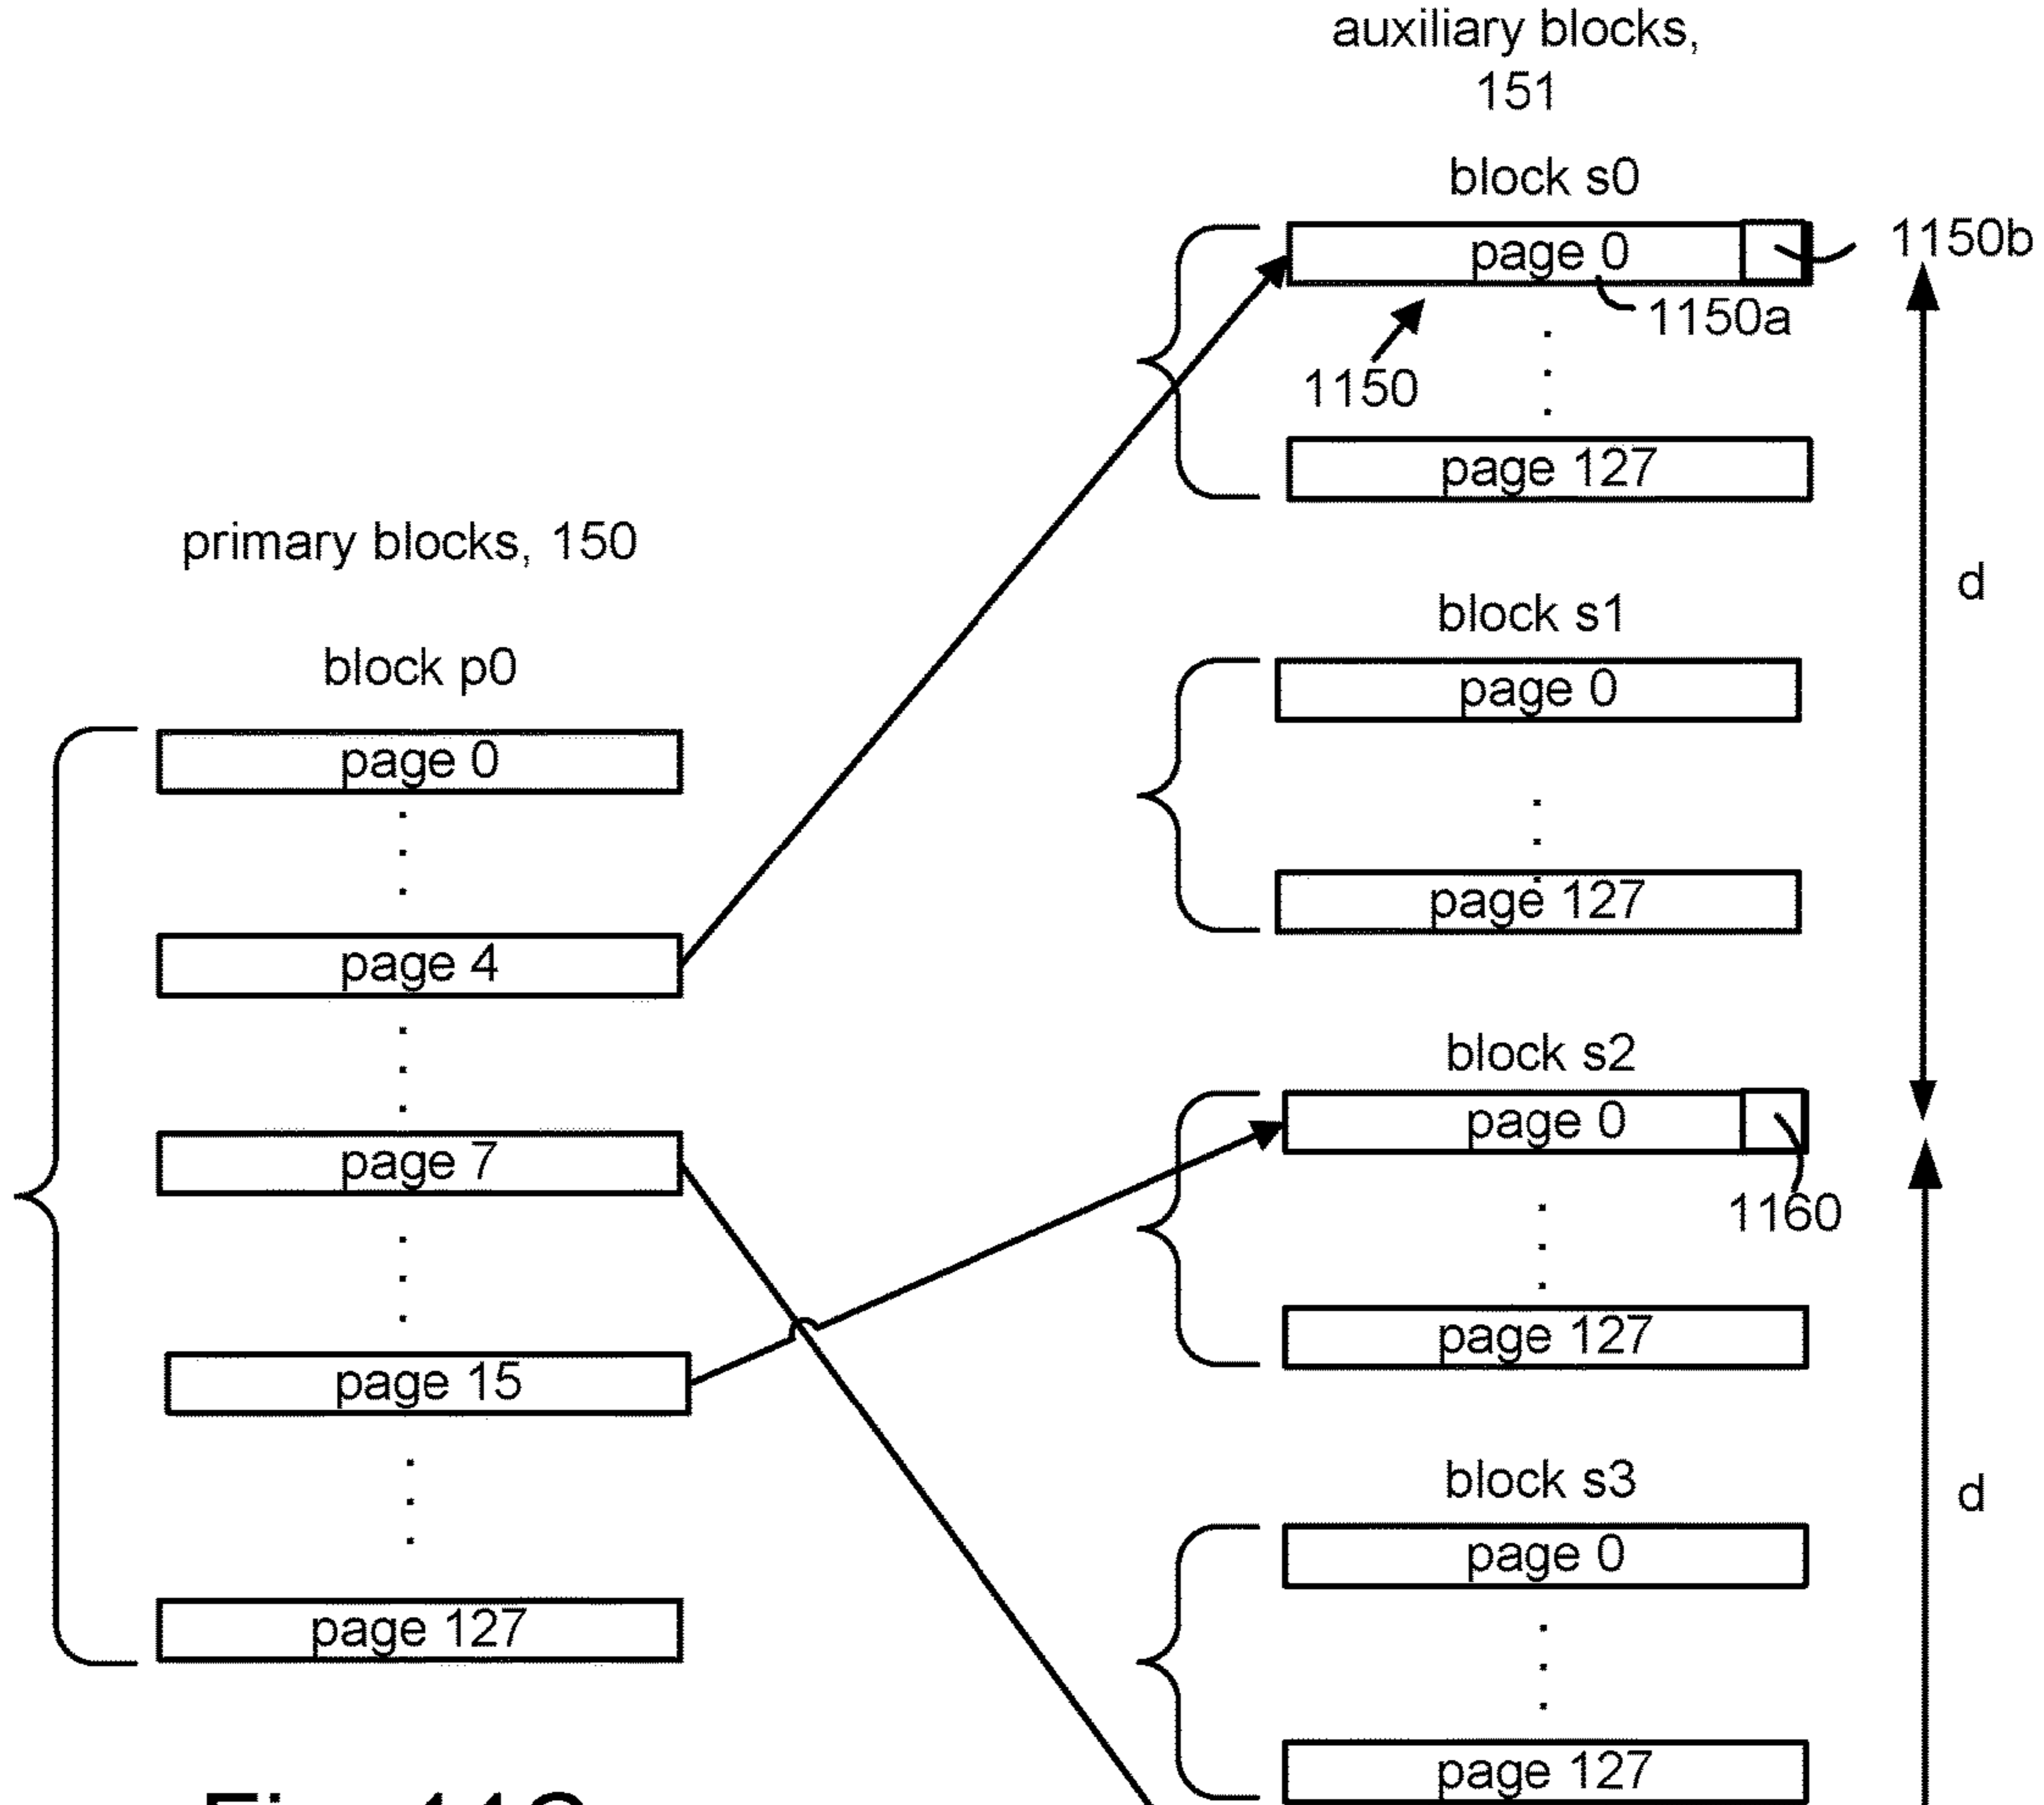 auxiliary blocks,
151
block s0
page 0
1150b
1150a
1150
page 127
primary blocks, 150
d
block s1
block p0
page 0
page 0
page 127
page 4
block s2
page 0
page 7
1160
page 127
page 15
block s3
d
page 0
page 127
page 127